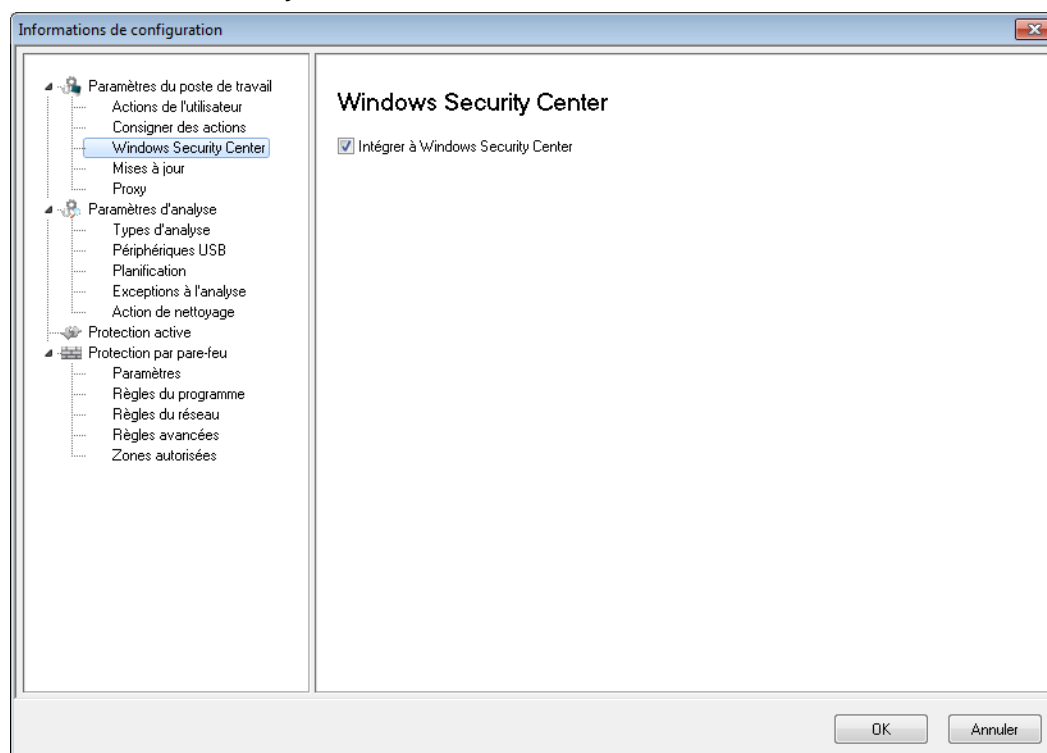 Informations de configuration
Paramètres du poste de travail
Actions de l'utilisateur
Consigner des actions
Windows Security Center
Mises à jour
Proxy
Paramètres d'analyse
Types d'analyse
Périphériques USB
Planification
Exceptions à l'analyse
Action de nettoyage
Protection active
Protection par pare-feu
Paramètres
Règles du programme
Règles du réseau
Règles avancées
Zones autorisées
Windows Security Center
Intégrer à Windows Security Center
OK
Annuler